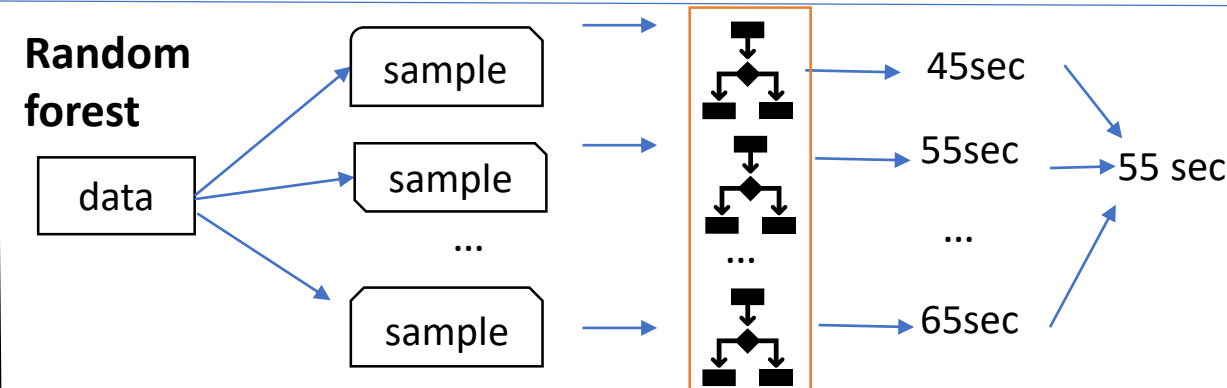 Random
forest
data
sample
sample
...
sample
...
45sec
55sec
...
65sec
55 sec